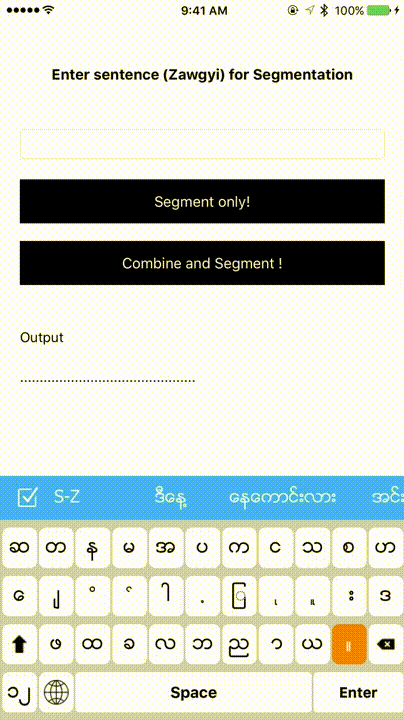 9:41 AM 100%
Enter sentence (Zawgyi) for Segmentation
Segment only!
Combine and Segment !
Output
S-Z ဒီနေ့ နေကောင်းလား အင်း
ဆ တ န မ အ ပ က င သ စ ဟ
ေ ျ ိ ် ါ ့ ြ ု ူ း ဒ
ဖ ထ ခ လ ဘ ည ာ ယ ။
၁၂ Space Enter